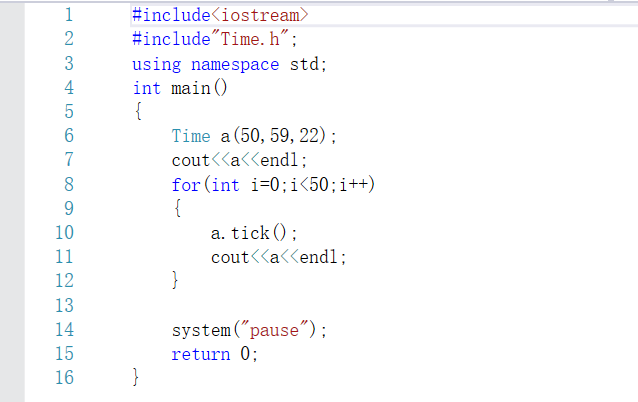 1 #include<iostream>
2 #include"Time.h";
3 using namespace std;
4 int main()
5 {
6 Time a(50,59,22);
7 cout<<a<<endl;
8 for(int i=0;i<50;i++)
9 {
10 a.tick();
11 cout<<a<<endl;
12 }
13
14 system("pause");
15 return 0;
16 }